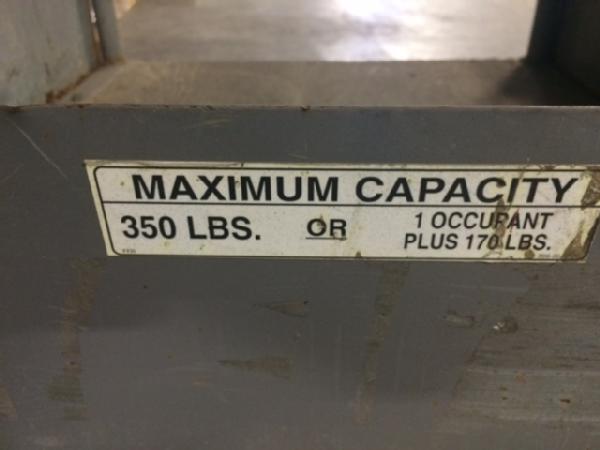 MAXIMUM CAPACITY
350 LBS. OR 1 OCCUPANT
PLUS 170 LBS.